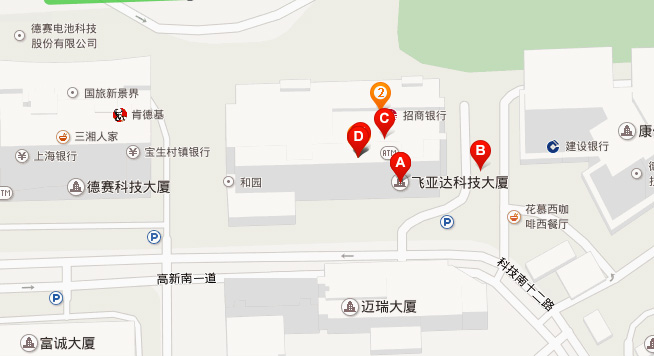 德赛电池科技
股份有限公司
国旅新景界
肯德基
三湘人家
上海银行
宝生村镇银行
德赛科技大厦
和园
2
招商银行
C
D
ATM
A
B
飞亚达科技大厦
建设银行
花慕西咖
啡西餐厅
P
P
P
TM
高新南一道
科技南十二路
迈瑞大厦
富诚大厦